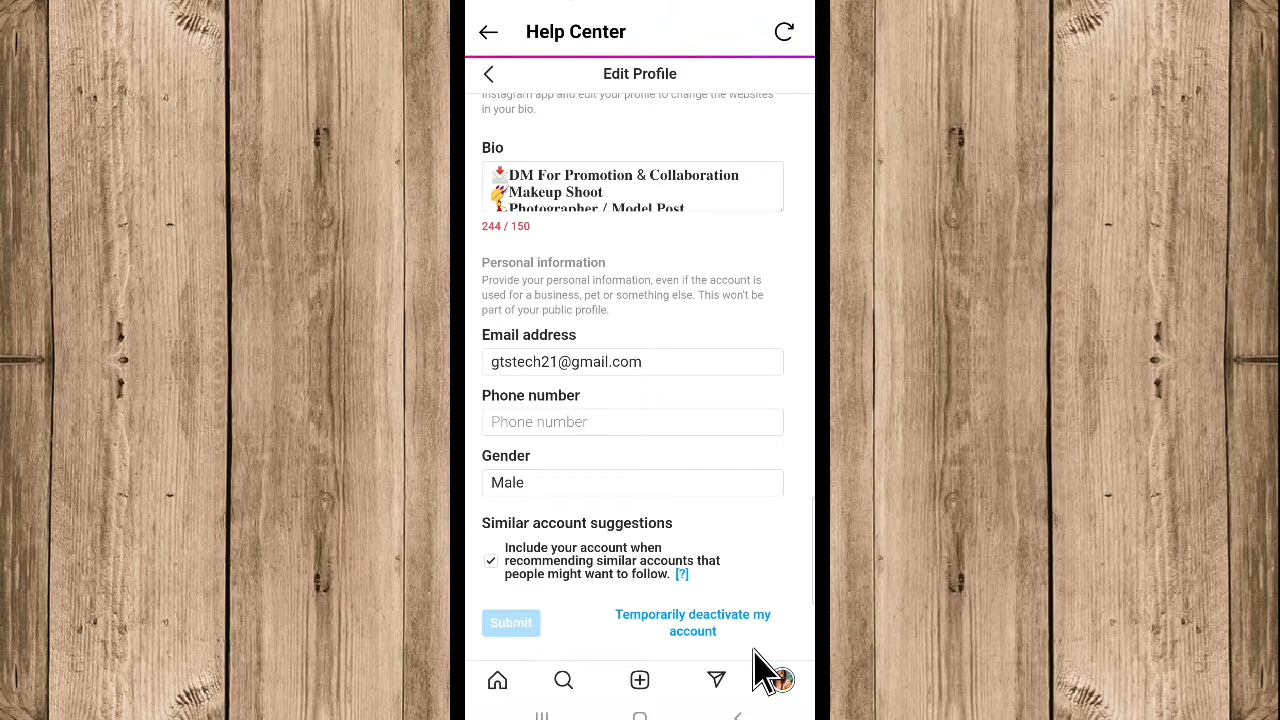 Help Center
Edit Profile
Instagram app and edit your profile to change the websites
in your bio.
Bio
📩DM For Promotion & Collaboration
💅Makeup Shoot
💃Photographer / Model Post
244 / 150
Personal information
Provide your personal information, even if the account is
used for a business, pet or something else. This won't be
part of your public profile.
Email address
gtstech21@gmail.com
Phone number
Phone number
Gender
Male
Similar account suggestions
Include your account when
recommending similar accounts that
people might want to follow. [?]
Submit
Temporarily deactivate my
account